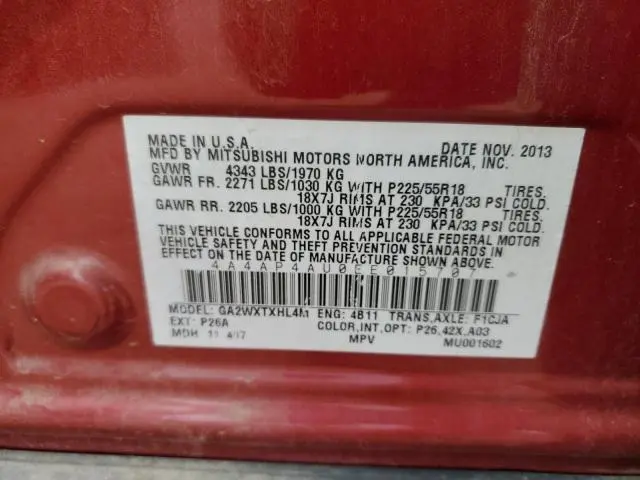 MADE IN U.S.A. DATE NOV. 2013
MFD BY MITSUBISHI MOTORS NORTH AMERICA, INC.
GVWR 4343 LBS/1970 KG
GAWR FR. 2271 LBS/1030 KG WITH P225/55R18 TIRES.
18X7J RIMS AT 230 KPA/33 PSI COLD.
GAWR RR. 2205 LBS/1000 KG WITH P225/55R18 TIRES.
18X7J RIMS AT 230 KPA/33 PSI COLD.
THIS VEHICLE CONFORMS TO ALL APPLICABLE FEDERAL MOTOR
VEHICLE SAFETY AND THEFT PREVENTION STANDARDS IN
EFFECT ON THE DATE OF MANUFACTURE SHOWN ABOVE.
4A4AP4AU0EE015707
MODEL: GA2WXTXHL4M ENG: 4B11 TRANS,AXLE: F1CJA
EXT: P26A COLOR,INT,OPT: P26,42X,A03
MPV MU001602